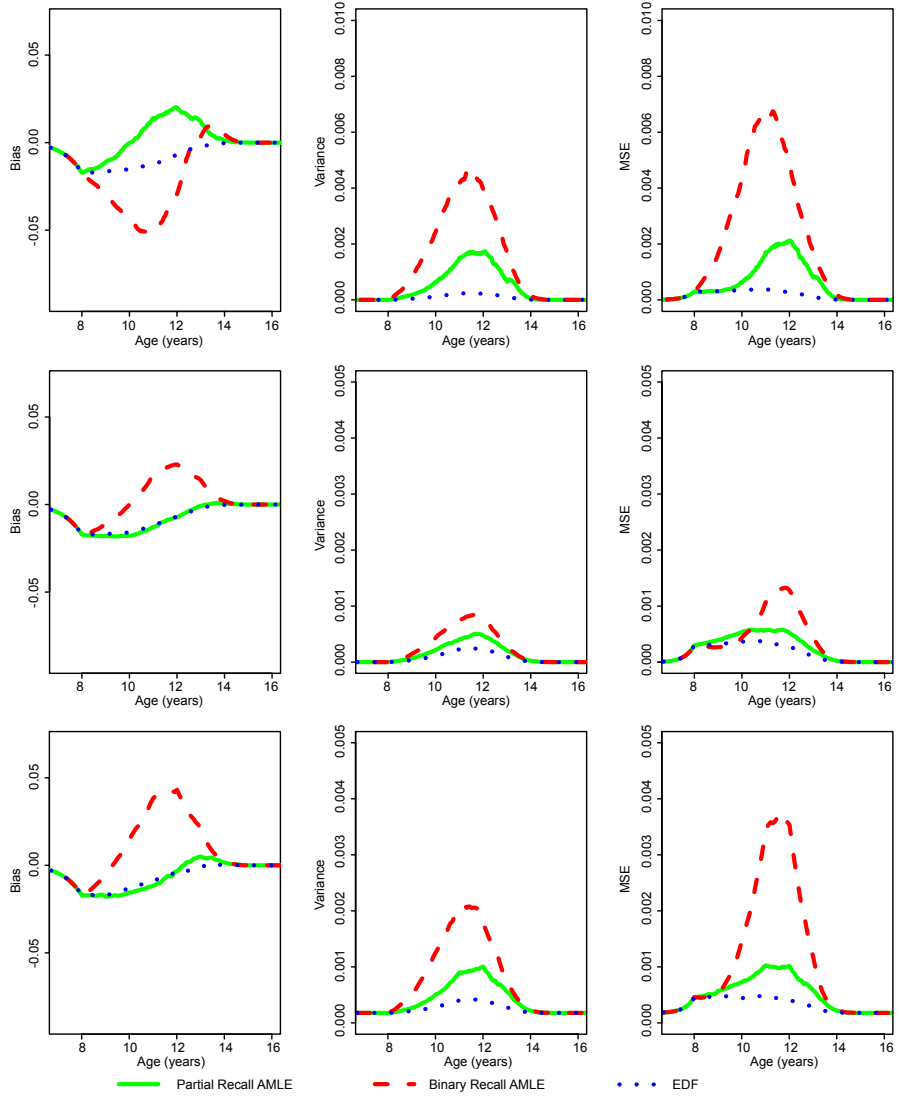 Bias
0.05
0.00
-0.05
8 10 12 14 16
Age (years)
Variance
0.010
0.008
0.006
0.004
0.002
0.000
8 10 12 14 16
Age (years)
MSE
0.010
0.008
0.006
0.004
0.002
0.000
8 10 12 14 16
Age (years)
Bias
0.05
0.00
-0.05
8 10 12 14 16
Age (years)
Variance
0.005
0.004
0.003
0.002
0.001
0.000
8 10 12 14 16
Age (years)
MSE
0.005
0.004
0.003
0.002
0.001
0.000
8 10 12 14 16
Age (years)
Bias
0.05
0.00
-0.05
8 10 12 14 16
Age (years)
Variance
0.005
0.004
0.003
0.002
0.001
0.000
8 10 12 14 16
Age (years)
MSE
0.005
0.004
0.003
0.002
0.001
0.000
8 10 12 14 16
Age (years)
Partial Recall AMLE Binary Recall AMLE EDF